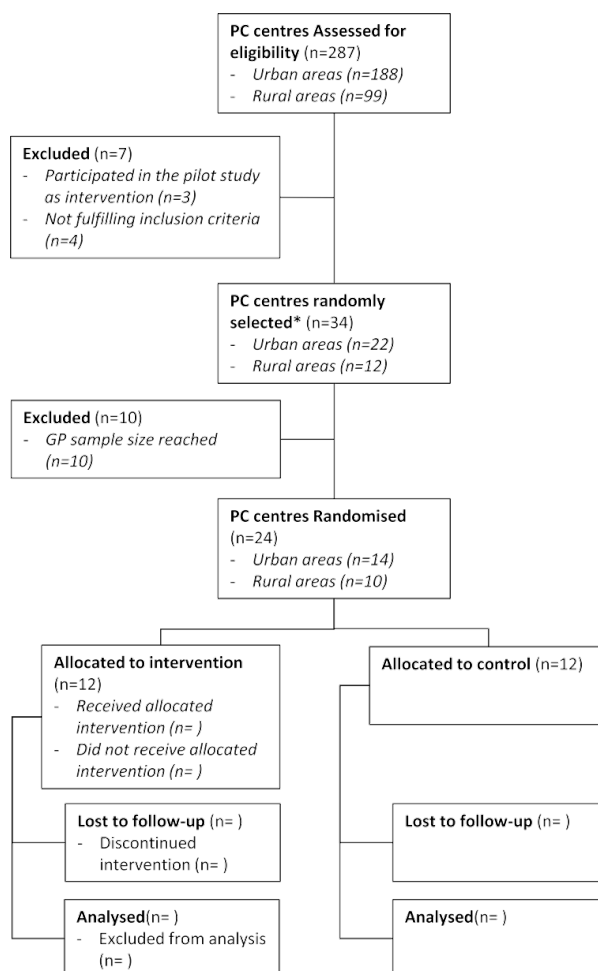 PC centres Assessed for
eligibility (n=287)
- Urban areas (n=188)
- Rural areas (n=99)
Excluded (n=7)
- Participated in the pilot study
as intervention (n=3)
- Not fulfilling inclusion criteria
(n=4)
PC centres randomly
selected* (n=34)
- Urban areas (n=22)
- Rural areas (n=12)
Excluded (n=10)
- GP sample size reached
(n=10)
PC centres Randomised
(n=24)
- Urban areas (n=14)
- Rural areas (n=10)
Allocated to intervention
(n=12)
- Received allocated
intervention (n= )
- Did not receive allocated
intervention (n= )
Allocated to control (n=12)
Lost to follow-up (n= )
- Discontinued
intervention (n= )
Lost to follow-up (n= )
Analysed(n= )
- Excluded from analysis
(n= )
Analysed(n= )